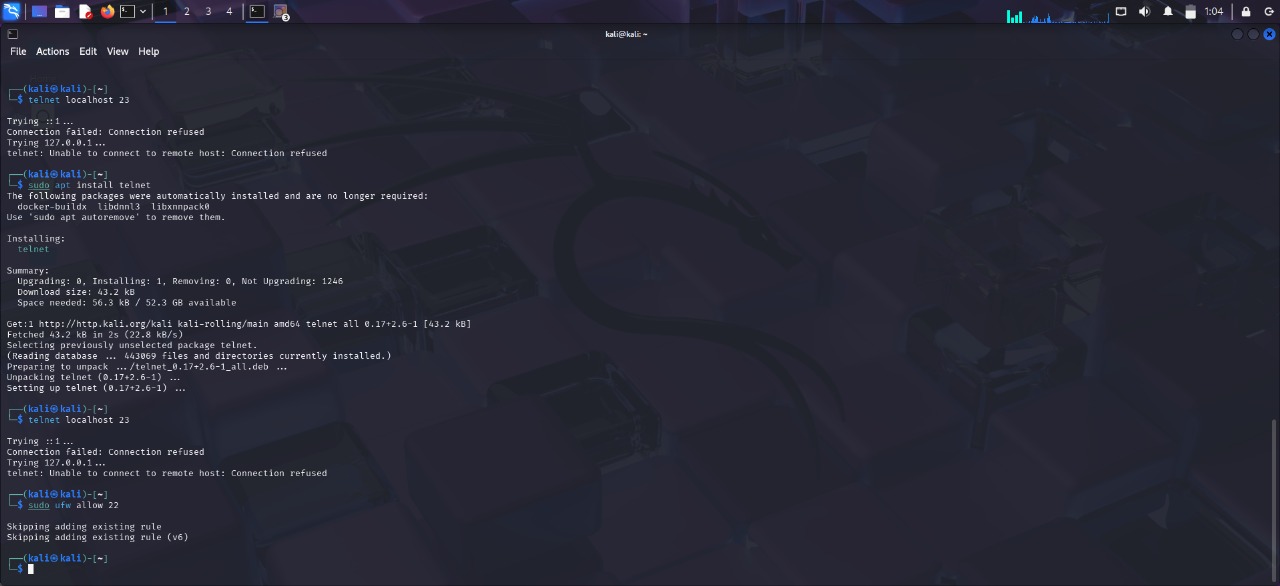 1 2 3 4
3
1:04
kali@kali: ~
File Actions Edit View Help
┌──(kali㉿kali)-[~]
└─$ telnet localhost 23
Trying ::1...
Connection failed: Connection refused
Trying 127.0.0.1...
telnet: Unable to connect to remote host: Connection refused
┌──(kali㉿kali)-[~]
└─$ sudo apt install telnet
The following packages were automatically installed and are no longer required:
  docker-buildx  libdnnl3  libxnnpack0
Use 'sudo apt autoremove' to remove them.
Installing:
  telnet
Summary:
  Upgrading: 0, Installing: 1, Removing: 0, Not Upgrading: 1246
  Download size: 43.2 kB
  Space needed: 56.3 kB / 52.3 GB available
Get:1 http://http.kali.org/kali kali-rolling/main amd64 telnet all 0.17+2.6-1 [43.2 kB]
Fetched 43.2 kB in 2s (22.8 kB/s)
Selecting previously unselected package telnet.
(Reading database ... 443069 files and directories currently installed.)
Preparing to unpack .../telnet_0.17+2.6-1_all.deb ...
Unpacking telnet (0.17+2.6-1) ...
Setting up telnet (0.17+2.6-1) ...
┌──(kali㉿kali)-[~]
└─$ telnet localhost 23
Trying ::1...
Connection failed: Connection refused
Trying 127.0.0.1...
telnet: Unable to connect to remote host: Connection refused
┌──(kali㉿kali)-[~]
└─$ sudo ufw allow 22
Skipping adding existing rule
Skipping adding existing rule (v6)
┌──(kali㉿kali)-[~]
└─$